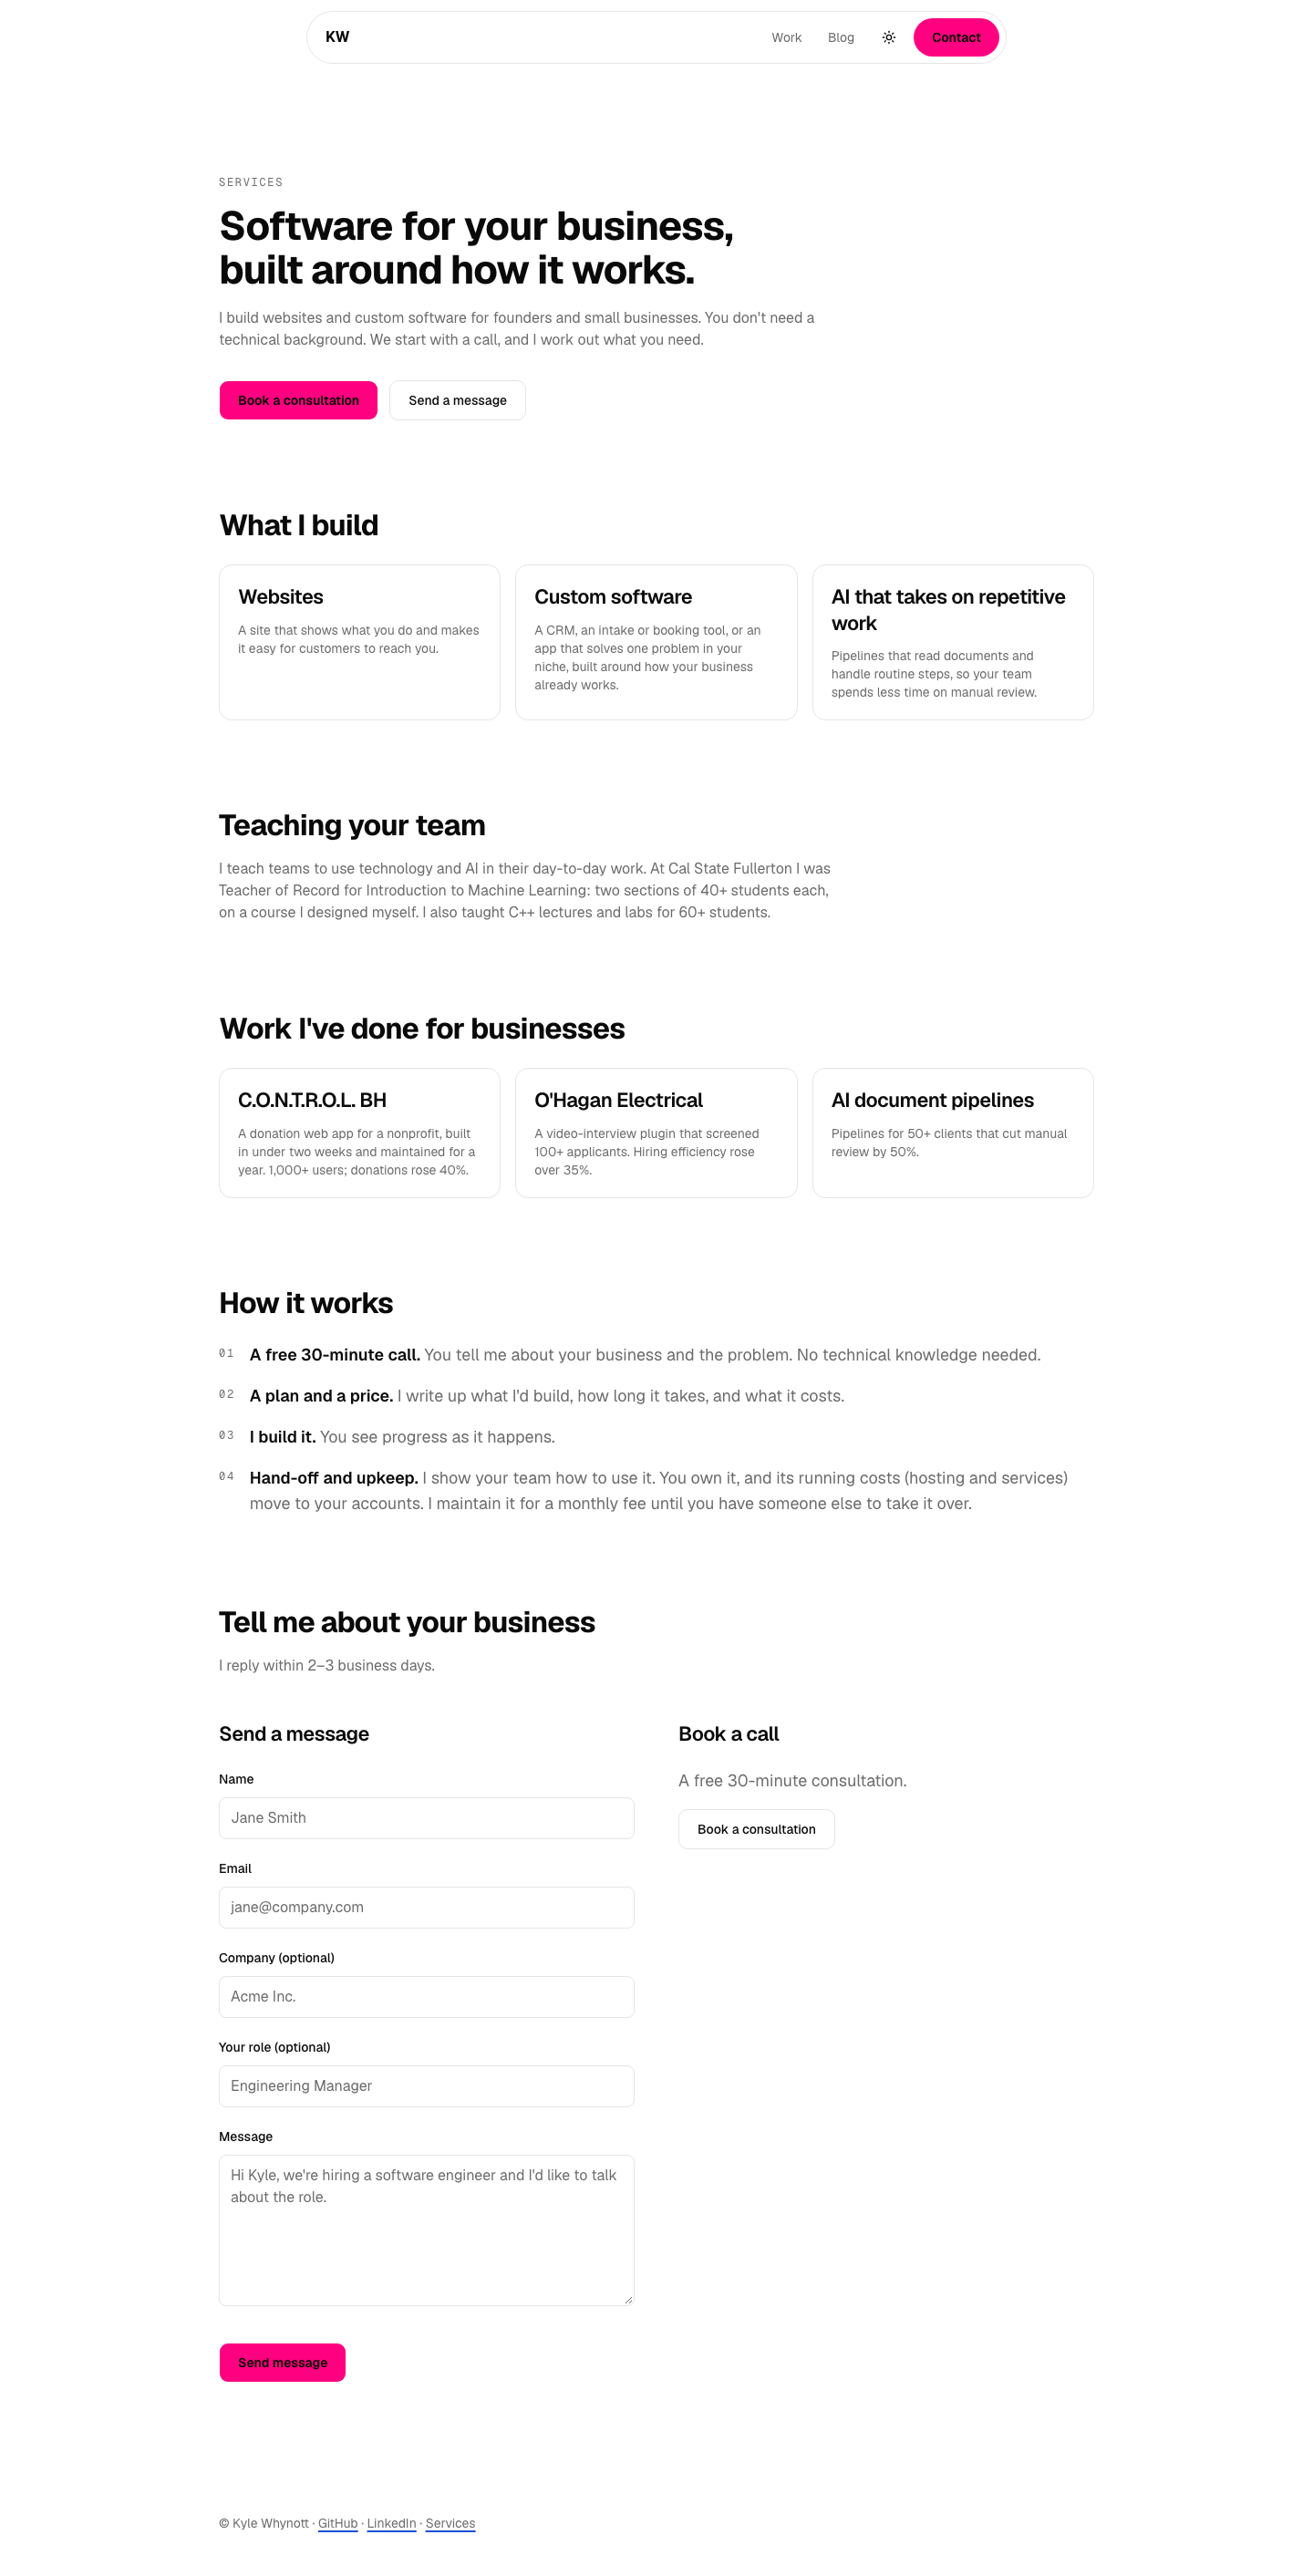 KW
Work
Blog
Contact
SERVICES
Software for your business,
built around how it works.
I build websites and custom software for founders and small businesses. You don't need a
technical background. We start with a call, and I work out what you need.
Book a consultation
Send a message
What I build
Websites
A site that shows what you do and makes
it easy for customers to reach you.
Custom software
A CRM, an intake or booking tool, or an
app that solves one problem in your
niche, built around how your business
already works.
AI that takes on repetitive
work
Pipelines that read documents and
handle routine steps, so your team
spends less time on manual review.
Teaching your team
I teach teams to use technology and AI in their day-to-day work. At Cal State Fullerton I was
Teacher of Record for Introduction to Machine Learning: two sections of 40+ students each,
on a course I designed myself. I also taught C++ lectures and labs for 60+ students.
Work I've done for businesses
C.O.N.T.R.O.L. BH
A donation web app for a nonprofit, built
in under two weeks and maintained for a
year. 1,000+ users; donations rose 40%.
O'Hagan Electrical
A video-interview plugin that screened
100+ applicants. Hiring efficiency rose
over 35%.
AI document pipelines
Pipelines for 50+ clients that cut manual
review by 50%.
How it works
01 A free 30-minute call. You tell me about your business and the problem. No technical knowledge needed.
02 A plan and a price. I write up what I'd build, how long it takes, and what it costs.
03 I build it. You see progress as it happens.
04 Hand-off and upkeep. I show your team how to use it. You own it, and its running costs (hosting and services)
move to your accounts. I maintain it for a monthly fee until you have someone else to take it over.
Tell me about your business
I reply within 2–3 business days.
Send a message
Name
Jane Smith
Email
jane@company.com
Company (optional)
Acme Inc.
Your role (optional)
Engineering Manager
Message
Hi Kyle, we're hiring a software engineer and I'd like to talk
about the role.
Send message
Book a call
A free 30-minute consultation.
Book a consultation
© Kyle Whynott · GitHub · LinkedIn · Services